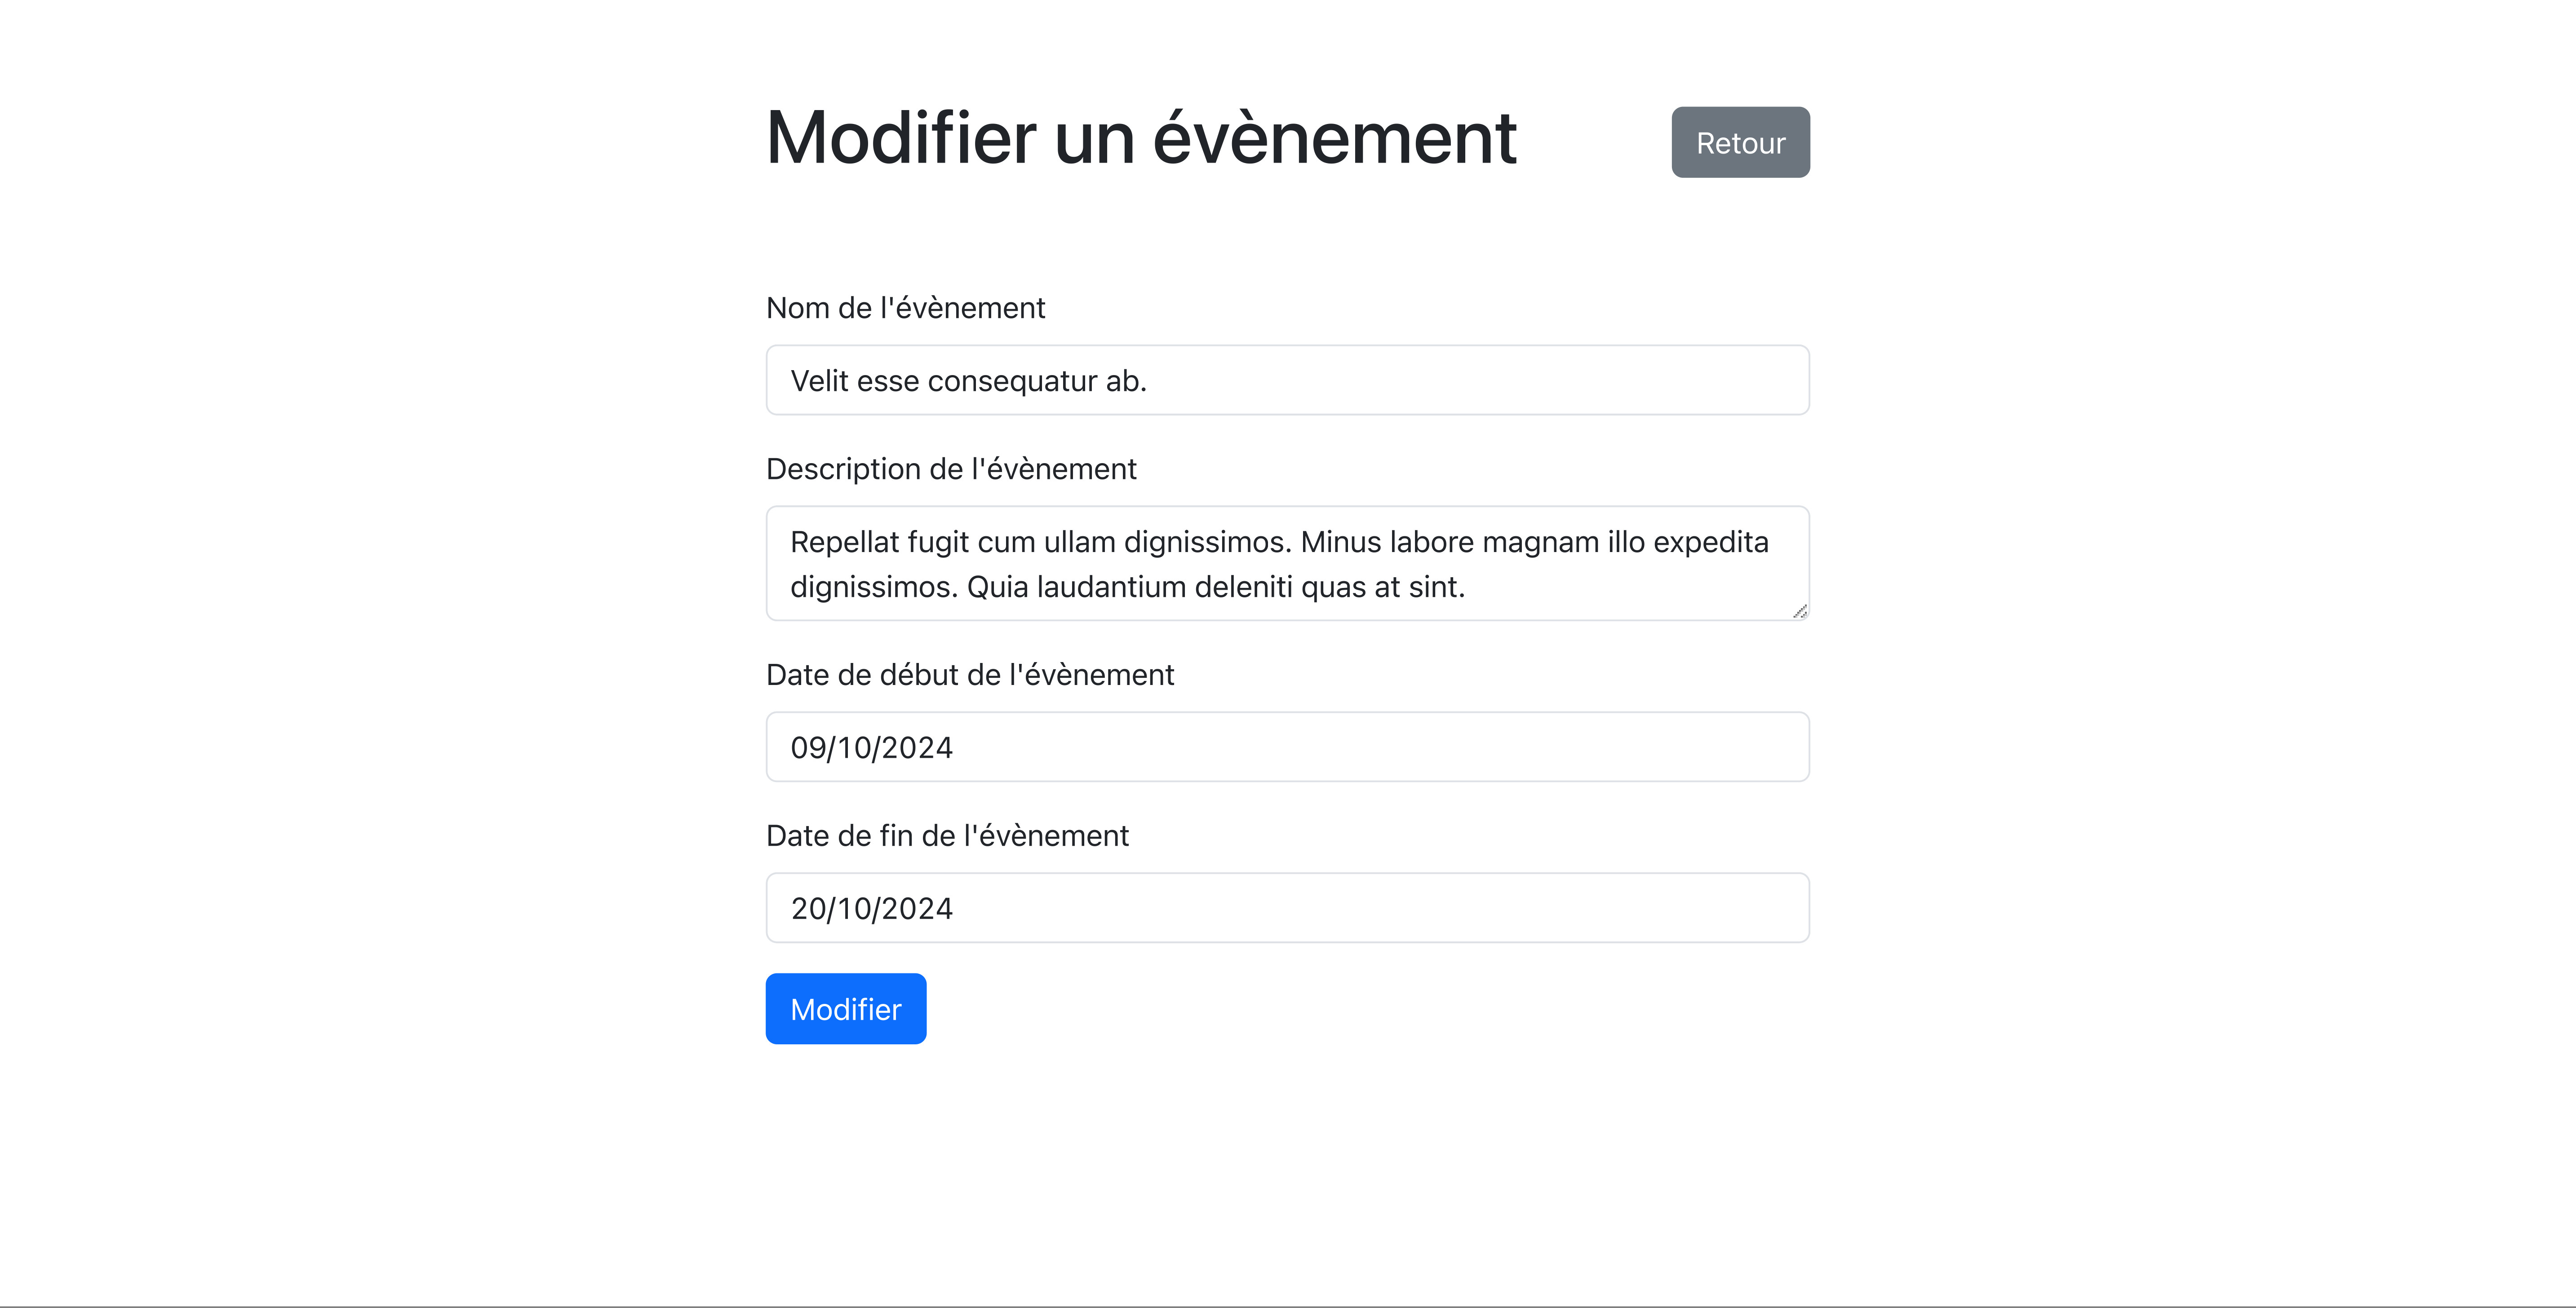 Modifier un évènement
Retour
Nom de l'évènement
Velit esse consequatur ab.
Description de l'évènement
Repellat fugit cum ullam dignissimos. Minus labore magnam illo expedita
dignissimos. Quia laudantium deleniti quas at sint.
Date de début de l'évènement
09/10/2024
Date de fin de l'évènement
20/10/2024
Modifier